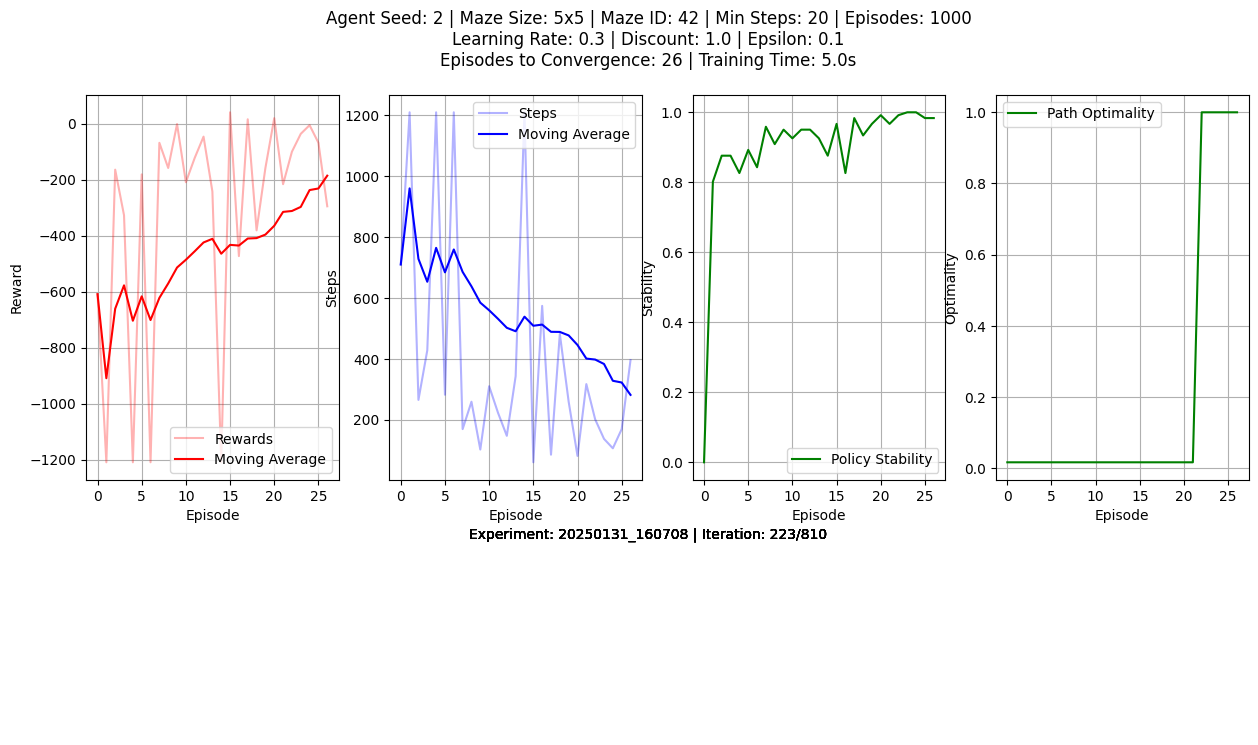 Agent Seed: 2 | Maze Size: 5x5 | Maze ID: 42 | Min Steps: 20 | Episodes: 1000
Learning Rate: 0.3 | Discount: 1.0 | Epsilon: 0.1
Episodes to Convergence: 26 | Training Time: 5.0s
Reward
0
−200
−400
−600
−800
−1000
−1200
Rewards
Moving Average
0 5 10 15 20 25
Episode
Steps
1200
1000
800
600
400
200
Steps
Moving Average
0 5 10 15 20 25
Episode
Stability
1.0
0.8
0.6
0.4
0.2
0.0
Policy Stability
0 5 10 15 20 25
Episode
Optimality
1.0
0.8
0.6
0.4
0.2
0.0
Path Optimality
0 5 10 15 20 25
Episode
Experiment: 20250131_160708 | Iteration: 223/810